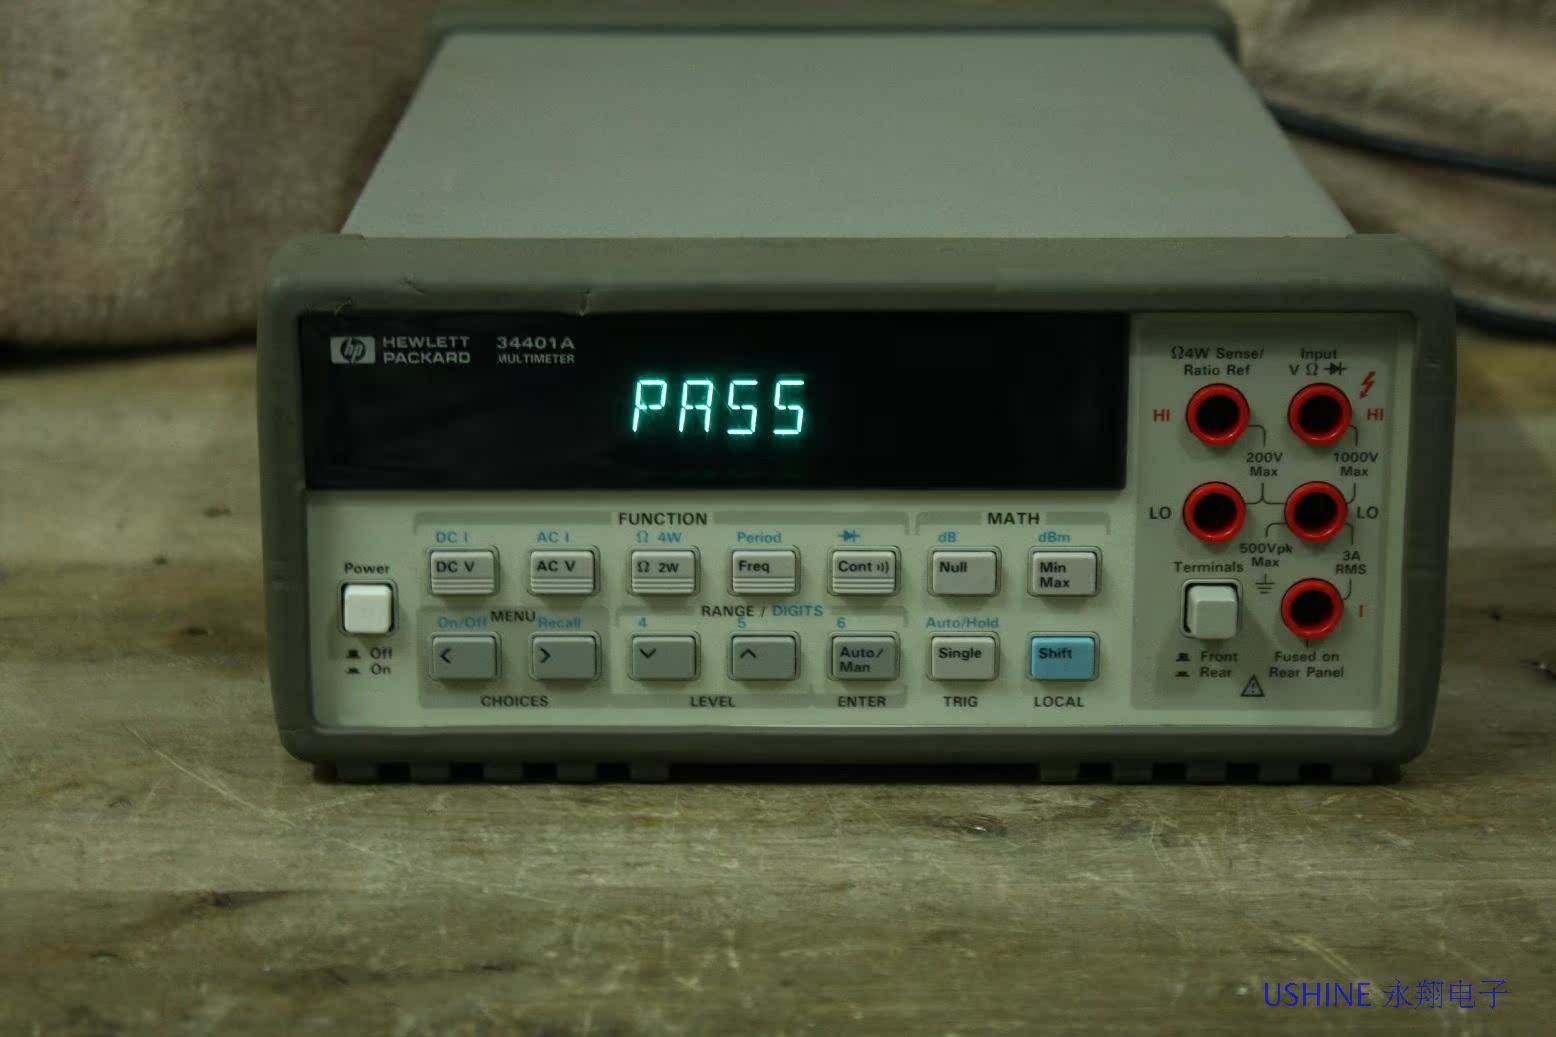 hp HEWLETT PACKARD
34401A
MULTIMETER
PASS
Ω4W Sense/
Ratio Ref
Input
V Ω
HI
HI
200V
Max
1000V
Max
LO
LO
500Vpk
Max
3A
RMS
I
Terminals
Front
Rear
Fused on
Rear Panel
Power
Off
On
FUNCTION
MATH
DC I
AC I
Ω 4W
Period
dB
dBm
DC V
AC V
Ω 2W
Freq
Cont
Null
Min
Max
MENU
RANGE / DIGITS
On/Off
Recall
4
5
6
Auto/Hold
<
>
Auto/
Man
Single
Shift
CHOICES
LEVEL
ENTER
TRIG
LOCAL
USHINE 永翔电子